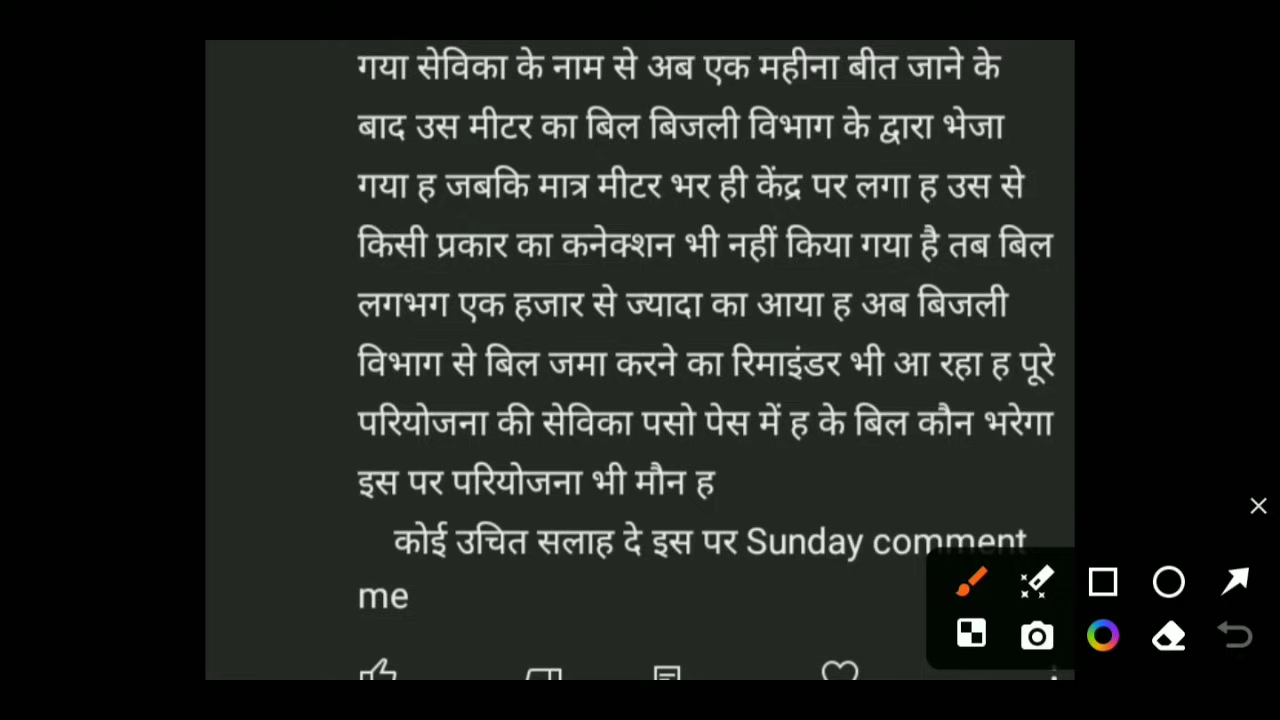 गया सेविका के नाम से अब एक महीना बीत जाने के
बाद उस मीटर का बिल बिजली विभाग के द्वारा भेजा
गया ह जबकि मात्र मीटर भर ही केंद्र पर लगा ह उस से
किसी प्रकार का कनेक्शन भी नहीं किया गया है तब बिल
लगभग एक हजार से ज्यादा का आया ह अब बिजली
विभाग से बिल जमा करने का रिमाइंडर भी आ रहा ह पूरे
परियोजना की सेविका पसो पेस में ह के बिल कौन भरेगा
इस पर परियोजना भी मौन ह
कोई उचित सलाह दे इस पर Sunday comment
me